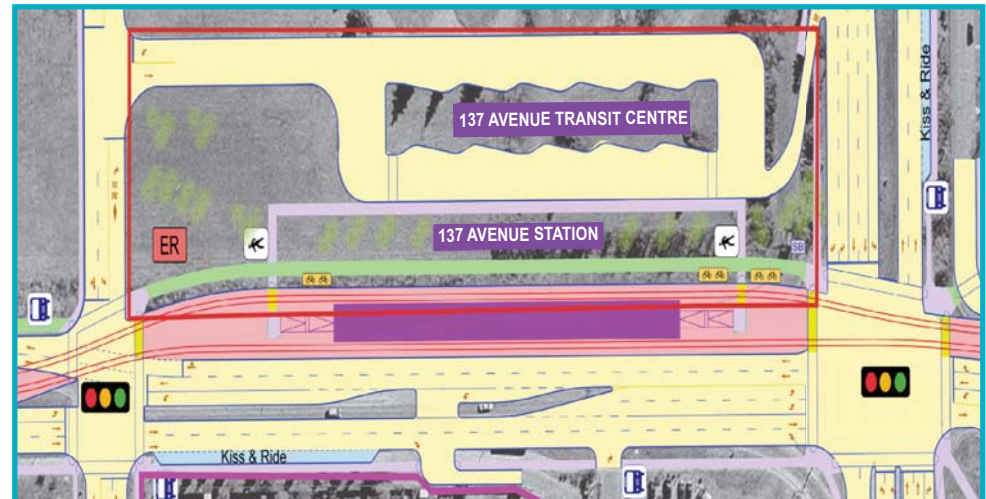 Kiss & Ride
137 AVENUE TRANSIT CENTRE
137 AVENUE STATION
ER
SB
Kiss & Ride